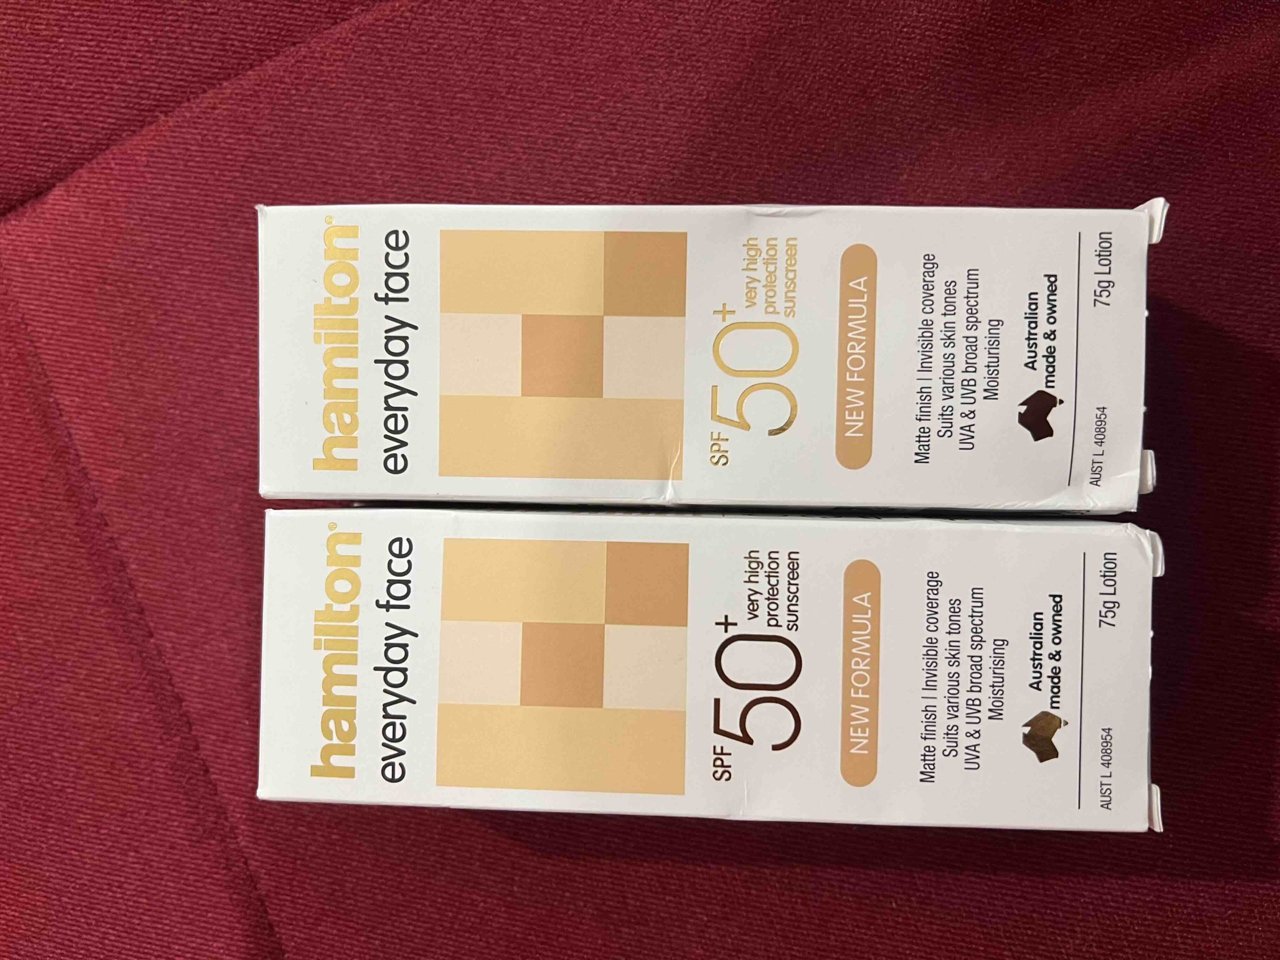 hamilton®
everyday face
SPF
50+
very high
protection
sunscreen
NEW FORMULA
Matte finish | Invisible coverage
Suits various skin tones
UVA & UVB broad spectrum
Moisturising
Australian
made & owned
AUST L 408954
75g Lotion
hamilton®
everyday face
SPF
50+
very high
protection
sunscreen
NEW FORMULA
Matte finish | Invisible coverage
Suits various skin tones
UVA & UVB broad spectrum
Moisturising
Australian
made & owned
AUST L 408954
75g Lotion